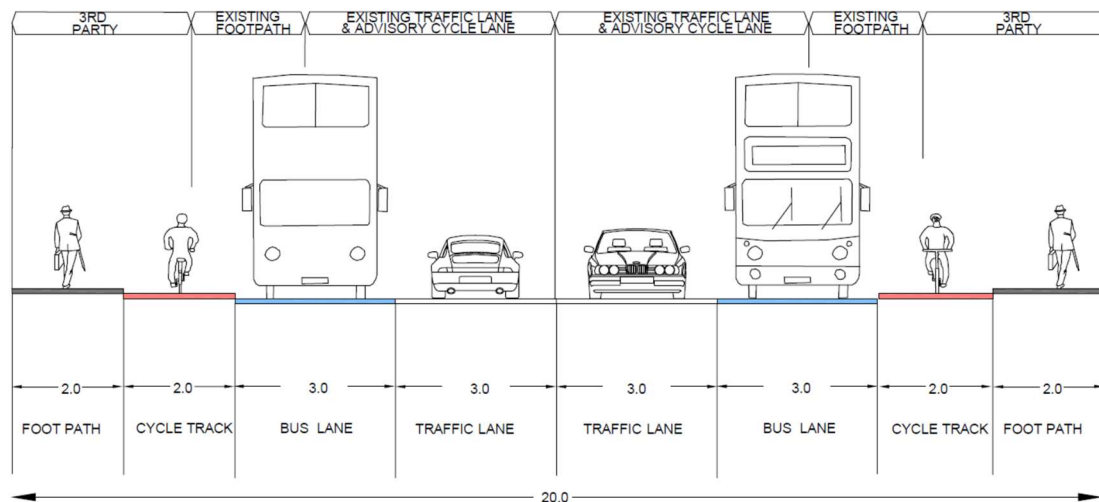 3RD
PARTY
EXISTING
FOOTPATH
EXISTING TRAFFIC LANE
& ADVISORY CYCLE LANE
EXISTING TRAFFIC LANE
& ADVISORY CYCLE LANE
EXISTING
FOOTPATH
3RD
PARTY
2.0 2.0 3.0 3.0 3.0 3.0 2.0 2.0
FOOT PATH CYCLE TRACK BUS LANE TRAFFIC LANE TRAFFIC LANE BUS LANE CYCLE TRACK FOOT PATH
20.0